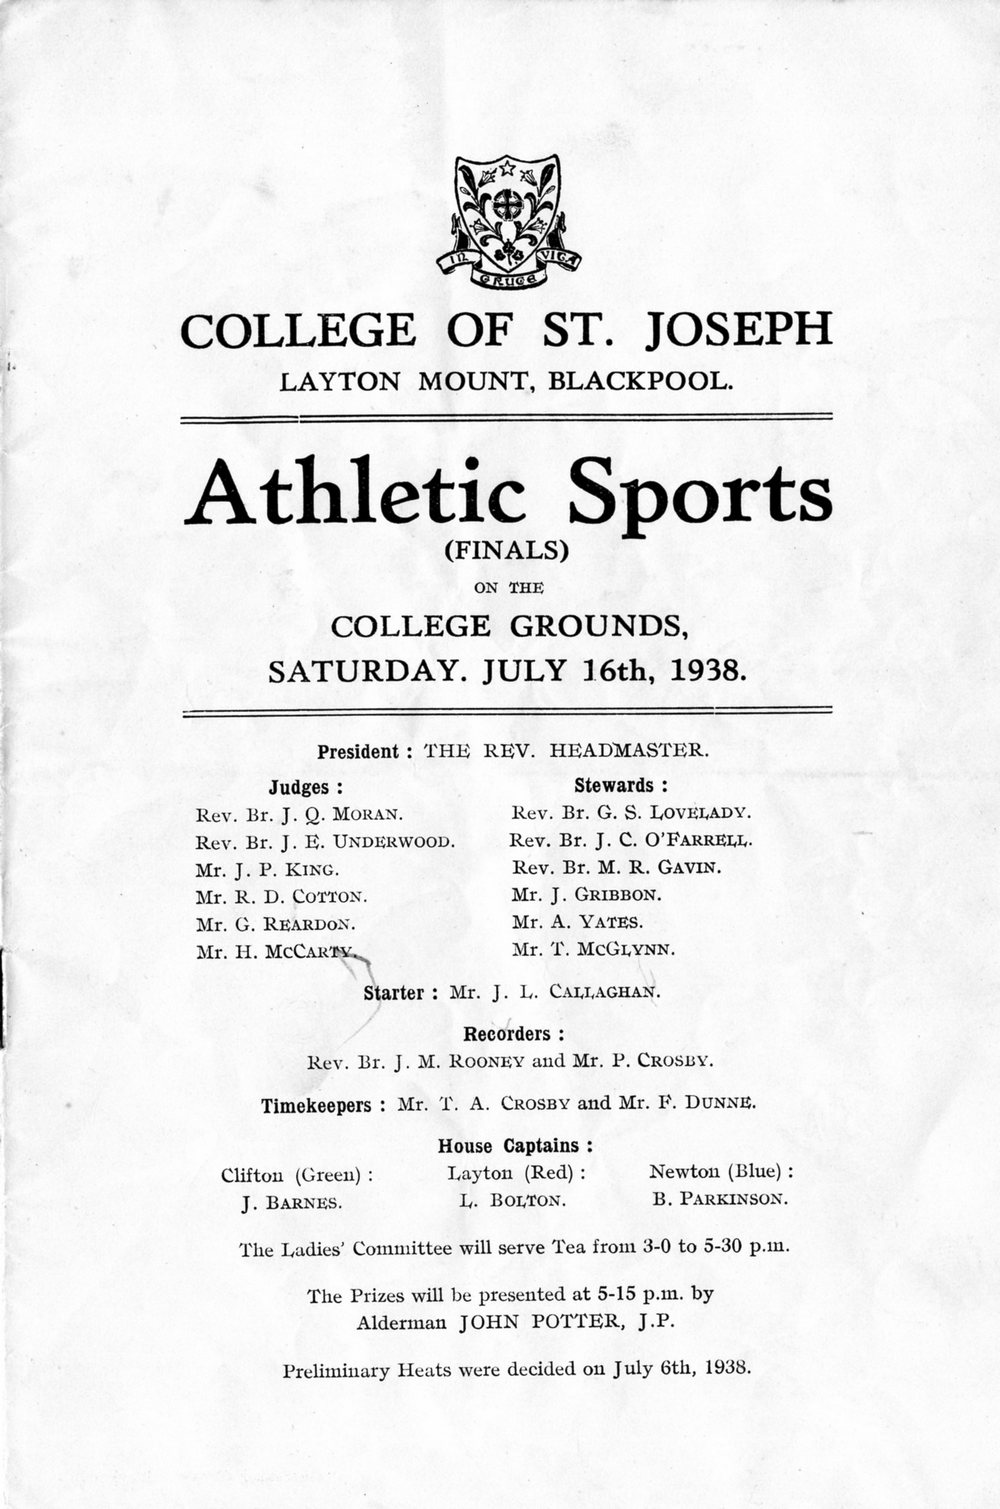 IN CRUCE VITA
COLLEGE OF ST. JOSEPH
LAYTON MOUNT, BLACKPOOL.
Athletic Sports
(FINALS)
ON THE
COLLEGE GROUNDS,
SATURDAY. JULY 16th, 1938.
President : THE REV. HEADMASTER.
Judges :
Rev. Br. J. Q. MORAN.
Rev. Br. J. E. UNDERWOOD.
Mr. J. P. KING.
Mr. R. D. COTTON.
Mr. G. REARDON.
Mr. H. MCCARTY.
Stewards :
Rev. Br. G. S. LOVELADY.
Rev. Br. J. C. O'FARRELL.
Rev. Br. M. R. GAVIN.
Mr. J. GRIBBON.
Mr. A. YATES.
Mr. T. MCGLYNN.
Starter : Mr. J. L. CALLAGHAN.
Recorders :
Rev. Br. J. M. ROONEY and Mr. P. CROSBY.
Timekeepers : Mr. T. A. CROSBY and Mr. F. DUNNE.
House Captains :
Clifton (Green) : Layton (Red) : Newton (Blue) :
J. BARNES. L. BOLTON. B. PARKINSON.
The Ladies' Committee will serve Tea from 3-0 to 5-30 p.m.
The Prizes will be presented at 5-15 p.m. by
Alderman JOHN POTTER, J.P.
Preliminary Heats were decided on July 6th, 1938.